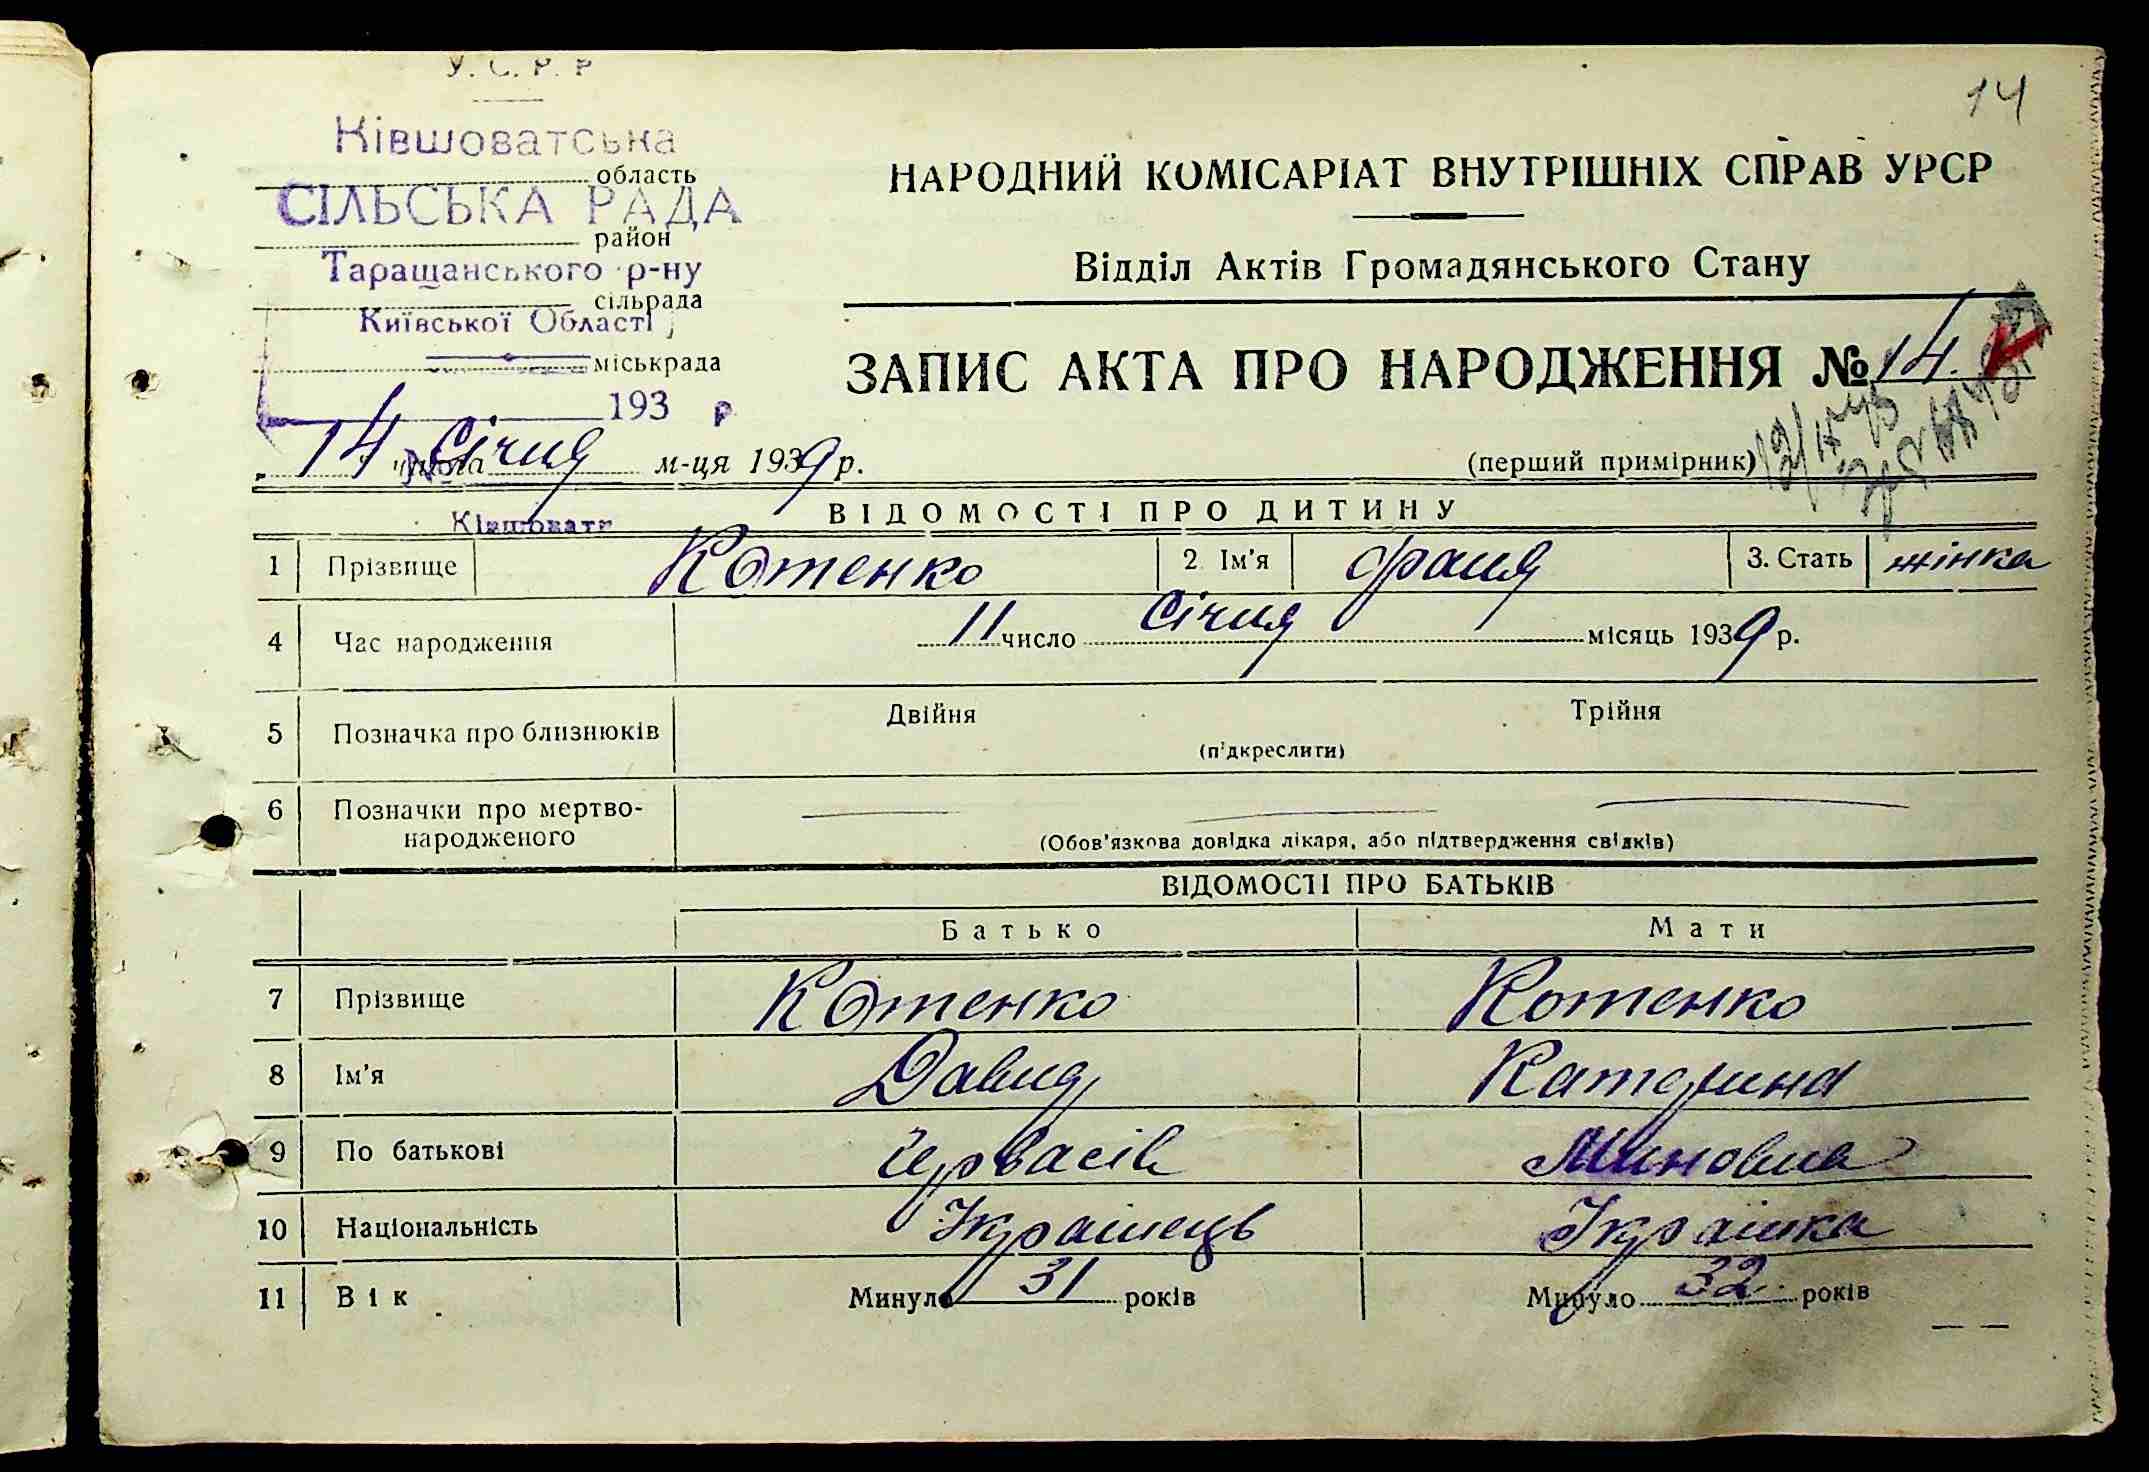 14
У. С. Р. Р
Ківшоватська
область
СІЛЬСЬКА РАДА
район
Таращанського р-ну
сільрада
Київської Області
міськрада
193 р
14 числа Січня м-ця 1939 р.
НАРОДНИЙ КОМІСАРІАТ ВНУТРІШНІХ СПРАВ УРСР
Відділ Актів Громадянського Стану
ЗАПИС АКТА ПРО НАРОДЖЕННЯ № 14.
(перший примірник)
Ківшовати
ВІДОМОСТІ ПРО ДИТИНУ
1 Прізвище Котенко 2. Ім'я Фаня 3. Стать жінка
4 Час народження 11 число Січня місяць 1939 р.
5 Позначка про близнюків Двійня Трійня
(підкреслити)
6 Позначки про мертво-
народженого
(Обов'язкова довідка лікаря, або підтвердження свідків)
ВІДОМОСТІ ПРО БАТЬКІВ
Батько Мати
7 Прізвище Котенко Котенко
8 Ім'я Давид Катерина
9 По батькові Гервасів Миновна
10 Національність Українець Українка
11 Вік Минуло 31 років Минуло 32 років